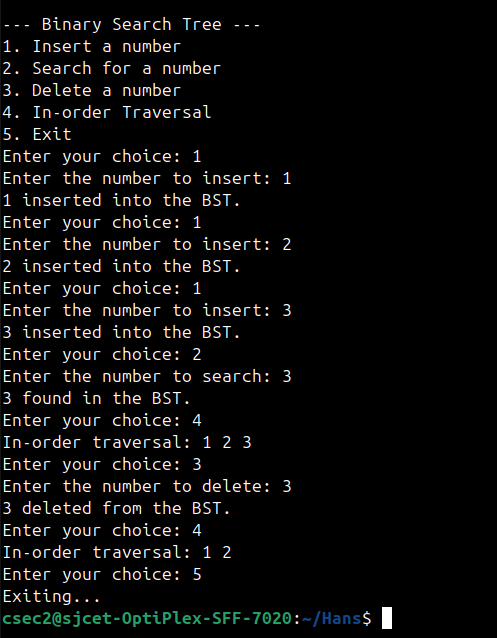 --- Binary Search Tree ---
1. Insert a number
2. Search for a number
3. Delete a number
4. In-order Traversal
5. Exit
Enter your choice: 1
Enter the number to insert: 1
1 inserted into the BST.
Enter your choice: 1
Enter the number to insert: 2
2 inserted into the BST.
Enter your choice: 1
Enter the number to insert: 3
3 inserted into the BST.
Enter your choice: 2
Enter the number to search: 3
3 found in the BST.
Enter your choice: 4
In-order traversal: 1 2 3
Enter your choice: 3
Enter the number to delete: 3
3 deleted from the BST.
Enter your choice: 4
In-order traversal: 1 2
Enter your choice: 5
Exiting...
csec2@sjcet-OptiPlex-SFF-7020:~/Hans$